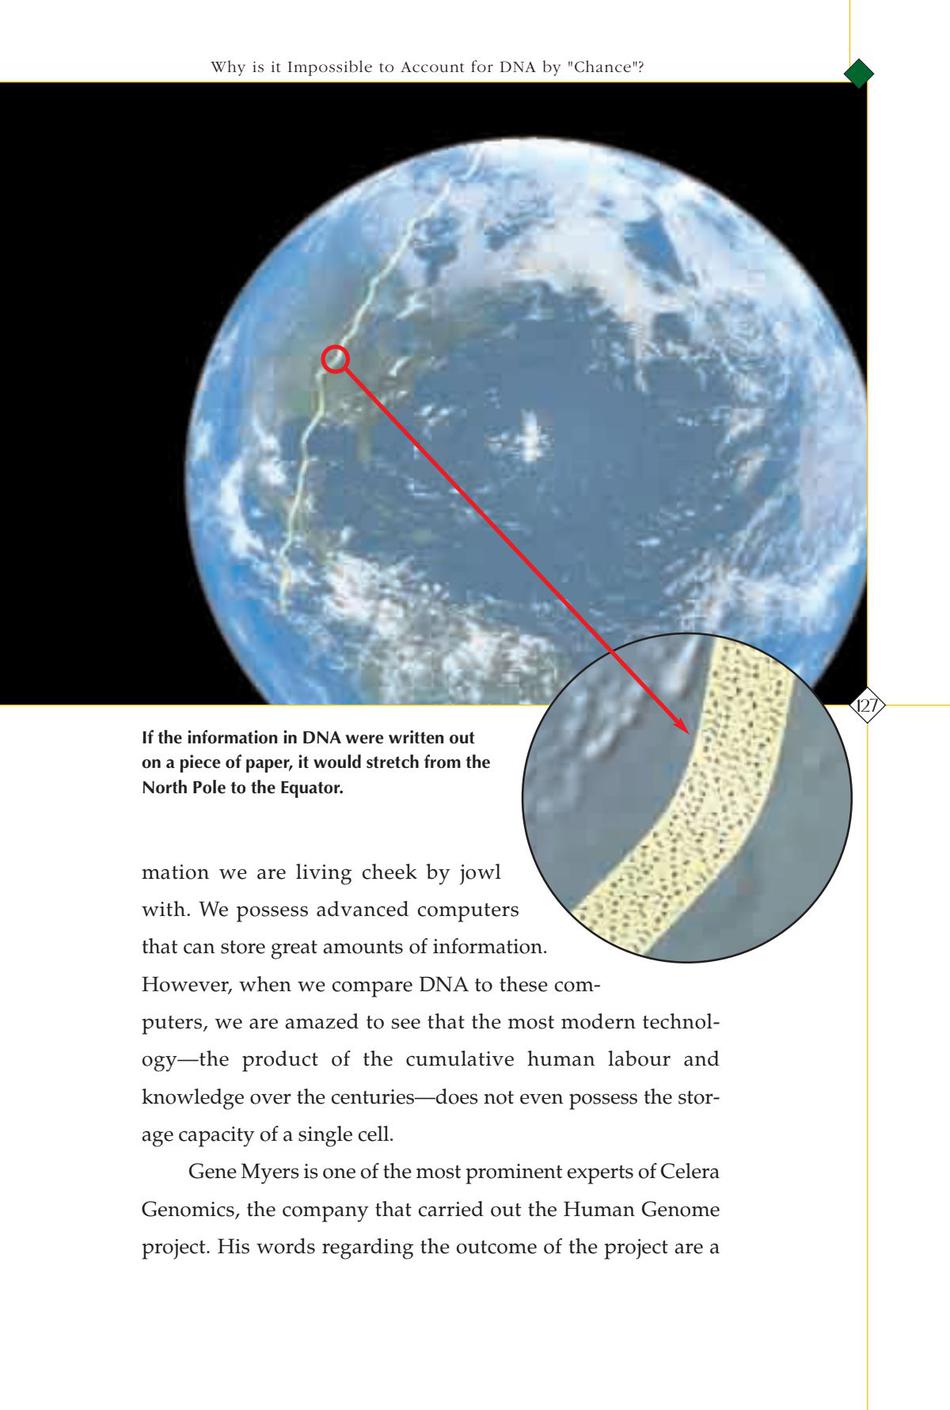 Why is it Impossible to Account for DNA by "Chance"?
127
If the information in DNA were written out
on a piece of paper, it would stretch from the
North Pole to the Equator.
mation we are living cheek by jowl
with. We possess advanced computers
that can store great amounts of information.
However, when we compare DNA to these com-
puters, we are amazed to see that the most modern technol-
ogy—the product of the cumulative human labour and
knowledge over the centuries—does not even possess the stor-
age capacity of a single cell.
Gene Myers is one of the most prominent experts of Celera
Genomics, the company that carried out the Human Genome
project. His words regarding the outcome of the project are a